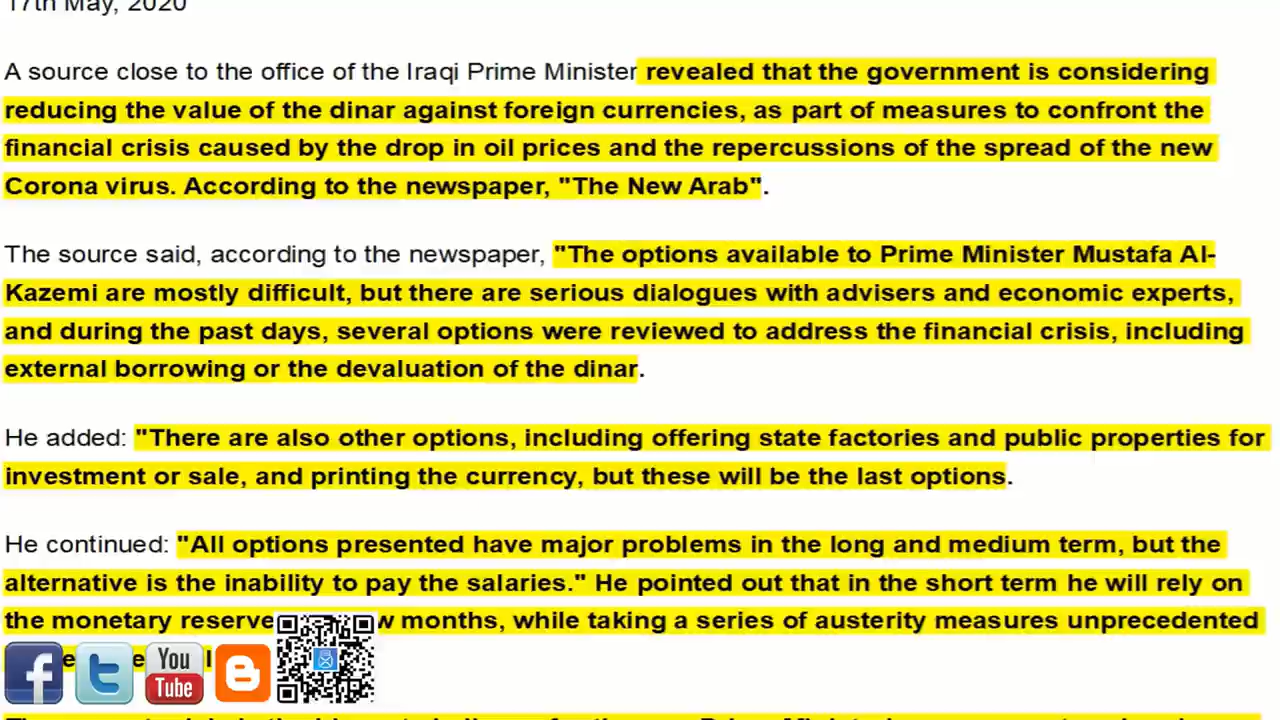 17th May, 2020
A source close to the office of the Iraqi Prime Minister revealed that the government is considering
reducing the value of the dinar against foreign currencies, as part of measures to confront the
financial crisis caused by the drop in oil prices and the repercussions of the spread of the new
Corona virus. According to the newspaper, "The New Arab".
The source said, according to the newspaper, "The options available to Prime Minister Mustafa Al-
Kazemi are mostly difficult, but there are serious dialogues with advisers and economic experts,
and during the past days, several options were reviewed to address the financial crisis, including
external borrowing or the devaluation of the dinar.
He added: "There are also other options, including offering state factories and public properties for
investment or sale, and printing the currency, but these will be the last options.
He continued: "All options presented have major problems in the long and medium term, but the
alternative is the inability to pay the salaries." He pointed out that in the short term he will rely on
the monetary reserve months, while taking a series of austerity measures unprecedented
f t You Tube